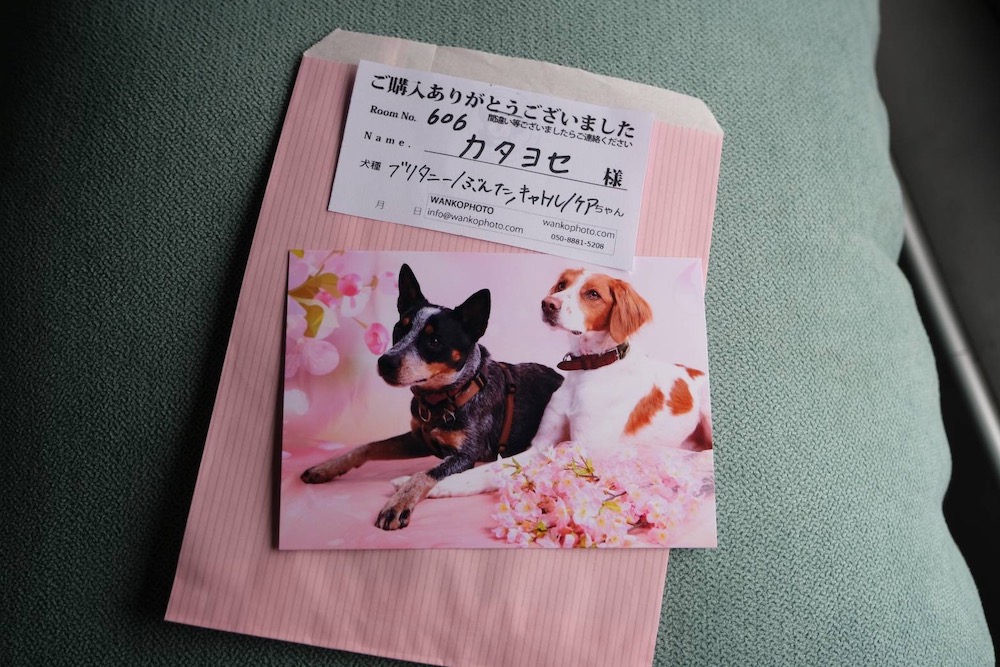 ご購入ありがとうございました
Room No. 606 間違い等ございましたらご連絡ください
Name. カタヨセ 様
犬種 ブリタニー/ぶんたん,キャトル/ケアちゃん
月 日
WANKOPHOTO
info@wankophoto.com
wankophoto.com
050-8881-5208